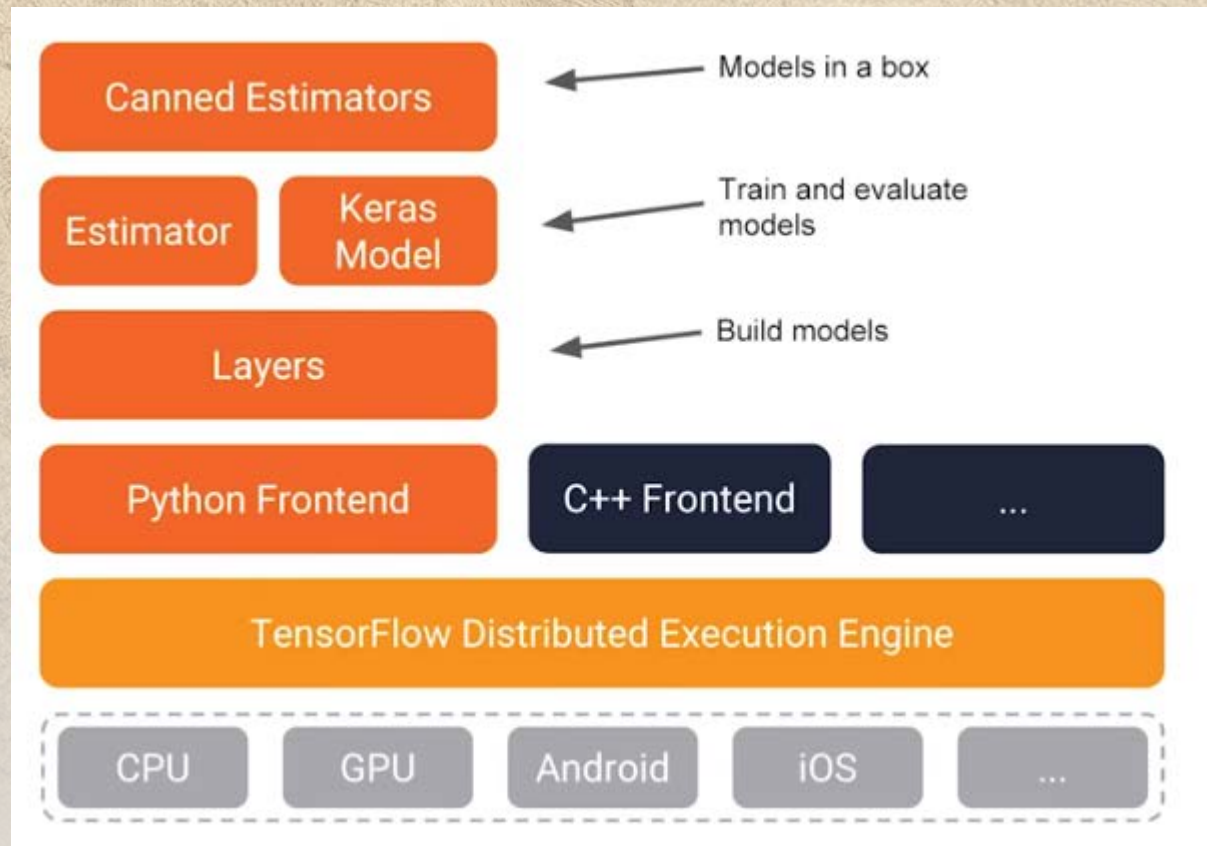 Canned Estimators
Models in a box
Estimator
Keras
Model
Train and evaluate
models
Layers
Build models
Python Frontend
C++ Frontend
...
TensorFlow Distributed Execution Engine
CPU
GPU
Android
iOS
...